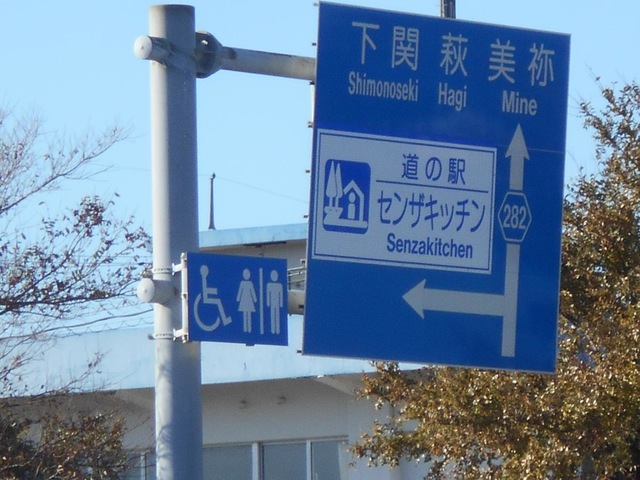 下関 萩 美祢
Shimonoseki Hagi Mine
道の駅
センザキッチン
Senzakitchen
282